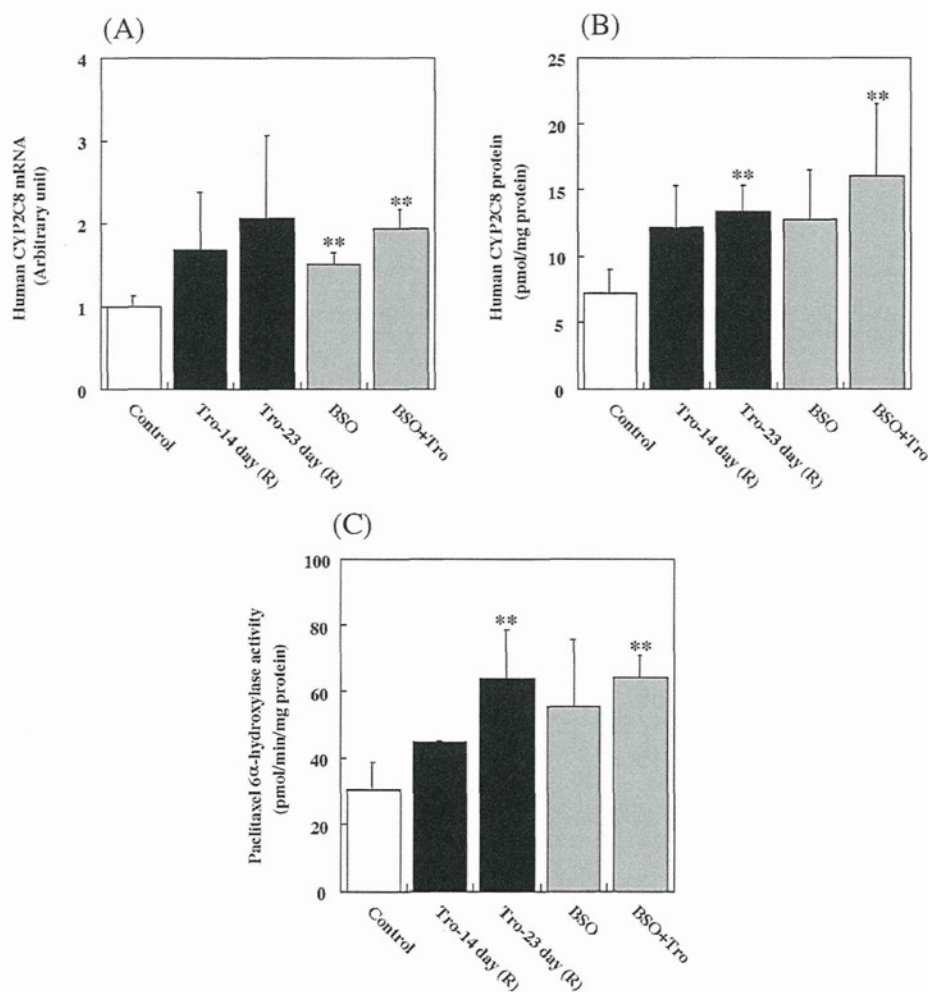 (A)
Human CYP2C8 mRNA
(Arbitrary unit)
4
3
2
1
0
**
**
Control
Tro-14 day (R)
Tro-23 day (R)
BSO
BSO+Tro
(B)
Human CYP2C8 protein
(pmol/mg protein)
25
20
15
10
5
0
**
**
Control
Tro-14 day (R)
Tro-23 day (R)
BSO
BSO+Tro
(C)
Paclitaxel 6α-hydroxylase activity
(pmol/min/mg protein)
100
80
60
40
20
0
**
**
Control
Tro-14 day (R)
Tro-23 day (R)
BSO
BSO+Tro